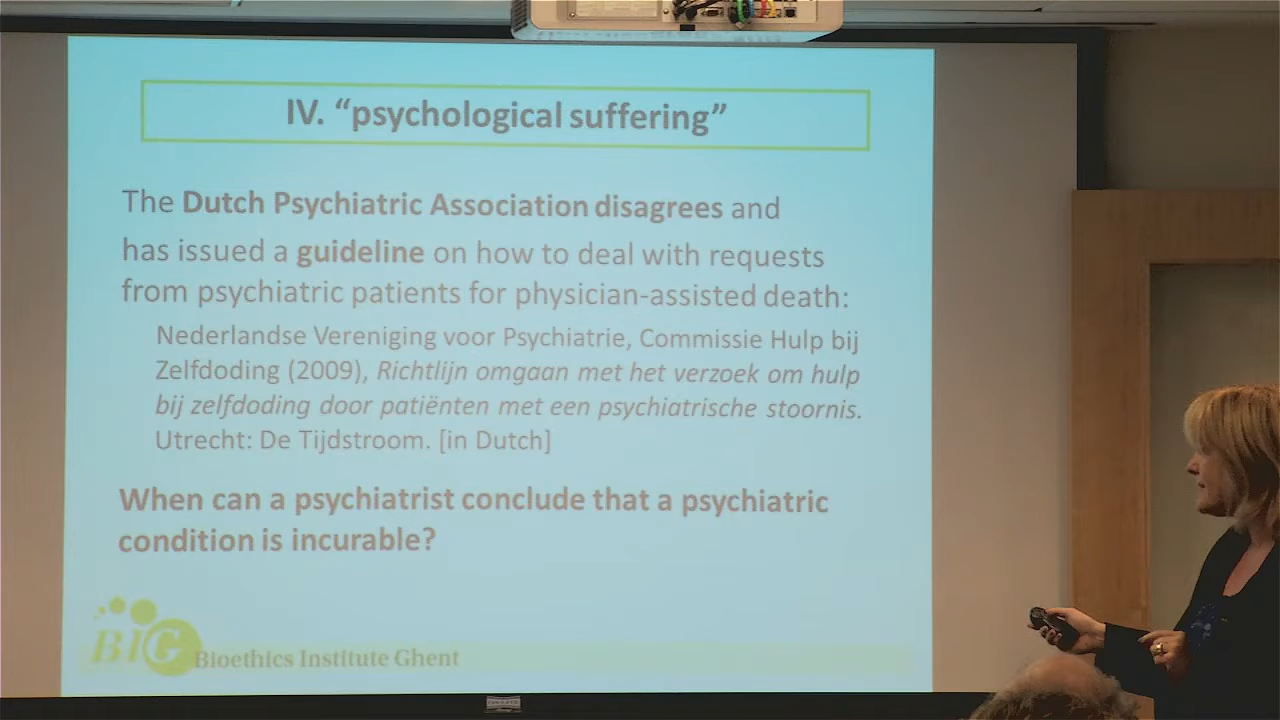 IV. “psychological suffering”
The Dutch Psychiatric Association disagrees and
has issued a guideline on how to deal with requests
from psychiatric patients for physician-assisted death:
Nederlandse Vereniging voor Psychiatrie, Commissie Hulp bij
Zelfdoding (2009), Richtlijn omgaan met het verzoek om hulp
bij zelfdoding door patiënten met een psychiatrische stoornis.
Utrecht: De Tijdstroom. [in Dutch]
When can a psychiatrist conclude that a psychiatric
condition is incurable?
BIG
Bioethics Institute Ghent